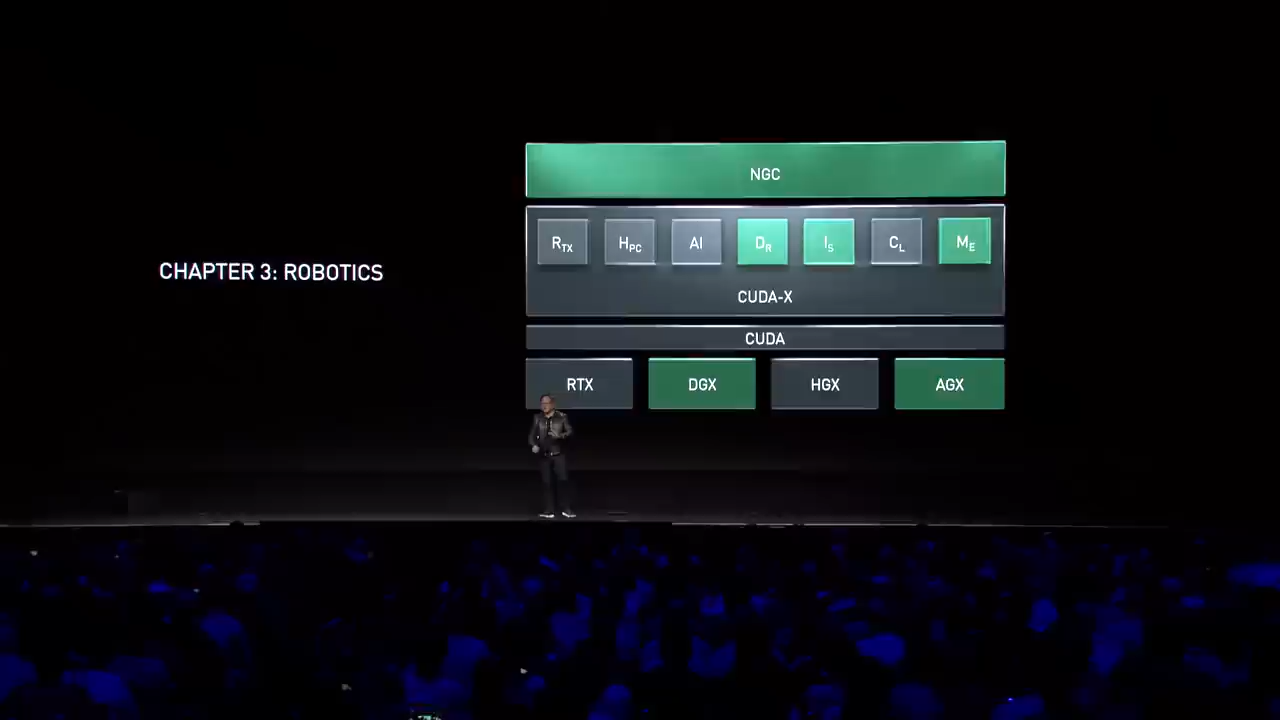 CHAPTER 3: ROBOTICS
NGC
RTX HPC AI DR IS CL ME
CUDA-X
CUDA
RTX DGX HGX AGX